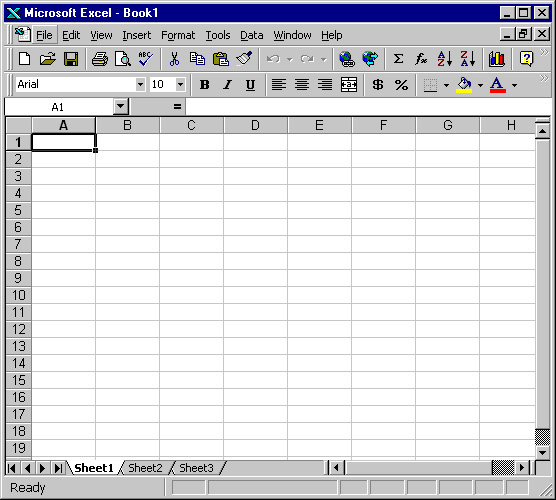 Microsoft Excel - Book1
File Edit View Insert Format Tools Data Window Help
ABC Σ fx A Z Z A ?
Arial 10 B I U $ % A
A1 =
A B C D E F G H
1
2
3
4
5
6
7
8
9
10
11
12
13
14
15
16
17
18
19
Sheet1 Sheet2 Sheet3
Ready